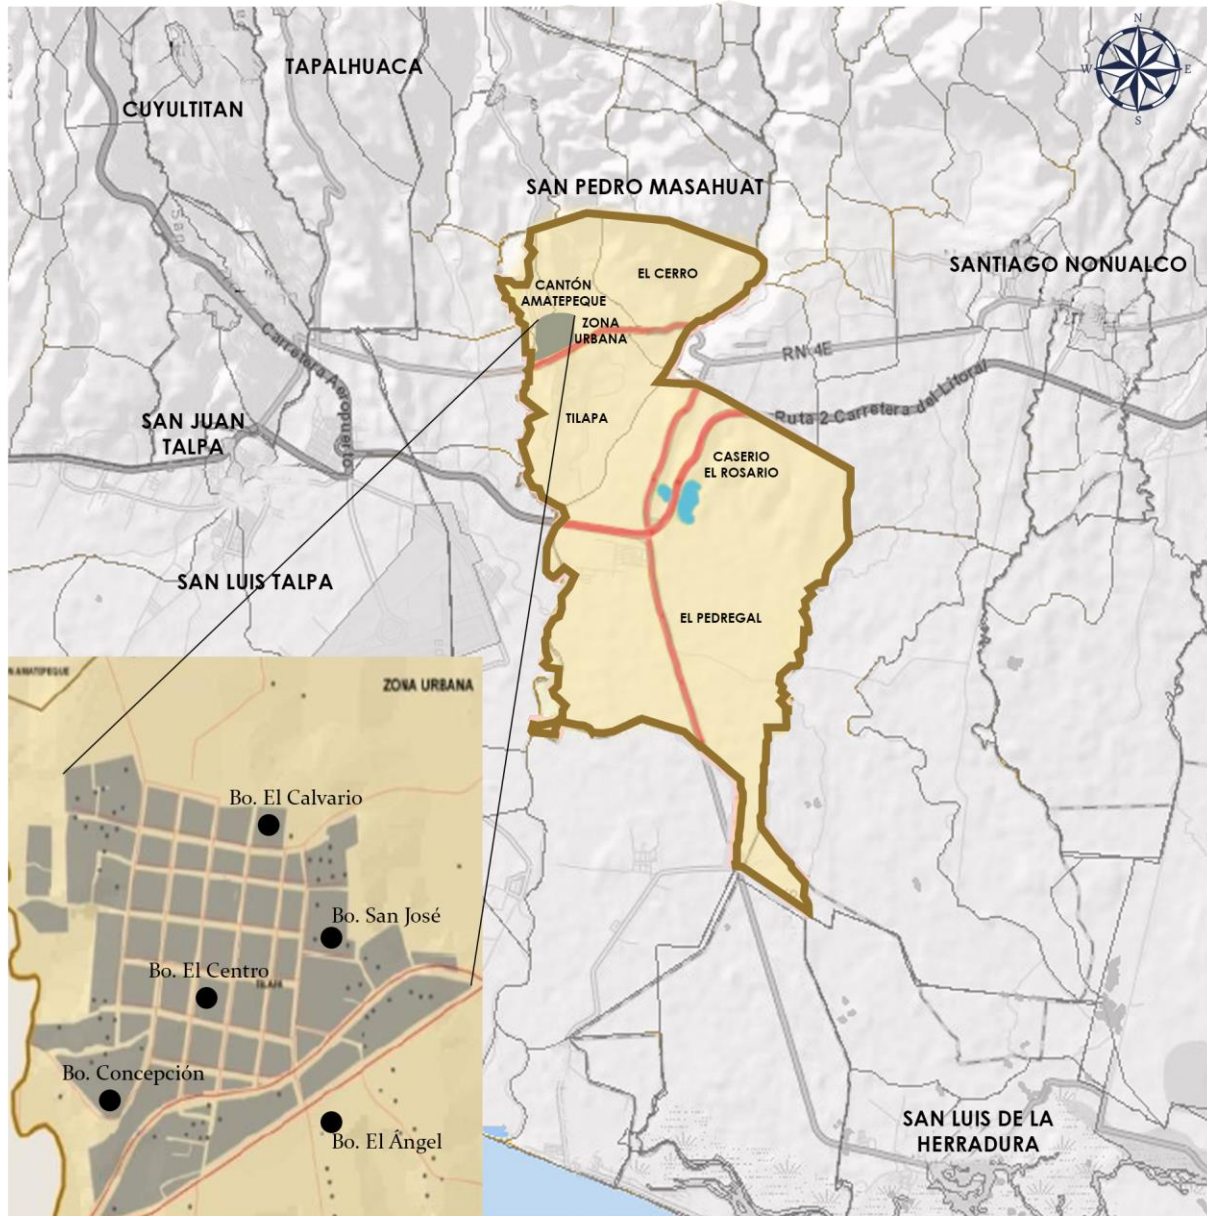 TAPALHUACA
CUYULTITAN
N
W
E
S
SAN PEDRO MASAHUAT
SANTIAGO NONUALCO
EL CERRO
CANTÓN
AMATEPEQUE
ZONA
URBANA
RN 4E
Carretera Aeropuerto
Ruta 2 Carretera del Litoral
SAN JUAN
TALPA
TILAPA
CASERIO
EL ROSARIO
SAN LUIS TALPA
EL PEDREGAL
N AMATEPEQUE
ZONA URBANA
Bo. El Calvario
Bo. San José
Bo. El Centro
TILAPA
Bo. Concepción
Bo. El Ángel
SAN LUIS DE LA
HERRADURA